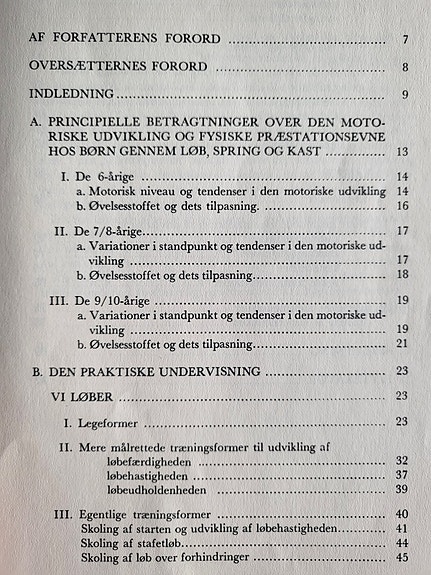 AF FORFATTERENS FORORD ........................ 7
OVERSÆTTERNES FORORD ........................ 8
INDLEDNING ........................ 9
A. PRINCIPIELLE BETRAGTNINGER OVER DEN MOTO-
RISKE UDVIKLING OG FYSISKE PRÆSTATIONSEVNE
HOS BØRN GENNEM LØB, SPRING OG KAST ............ 13
I. De 6-årige ........................ 14
a. Motorisk niveau og tendenser i den motoriske udvikling 14
b. Øvelsesstoffet og dets tilpasning. ........................ 16
II. De 7/8-årige ........................ 17
a. Variationer i standpunkt og tendenser i den motoriske ud-
vikling ........................ 17
b. Øvelsesstoffet og dets tilpasning ........................ 18
III. De 9/10-årige ........................ 19
a. Variationer i standpunkt og tendenser i den motoriske ud-
vikling ........................ 19
b. Øvelsesstoffet og dets tilpasning ........................ 21
B. DEN PRAKTISKE UNDERVISNING ........................ 23
VI LØBER ........................ 23
I. Legeformer ........................ 23
II. Mere målrettede træningsformer til udvikling af
løbefærdigheden ........................ 32
løbehastigheden ........................ 37
løbeudholdenheden ........................ 39
III. Egentlige træningsformer ........................ 40
Skoling af starten og udvikling af løbehastigheden ............ 41
Skoling af stafetløb ........................ 44
Skoling af løb over forhindringer ........................ 45